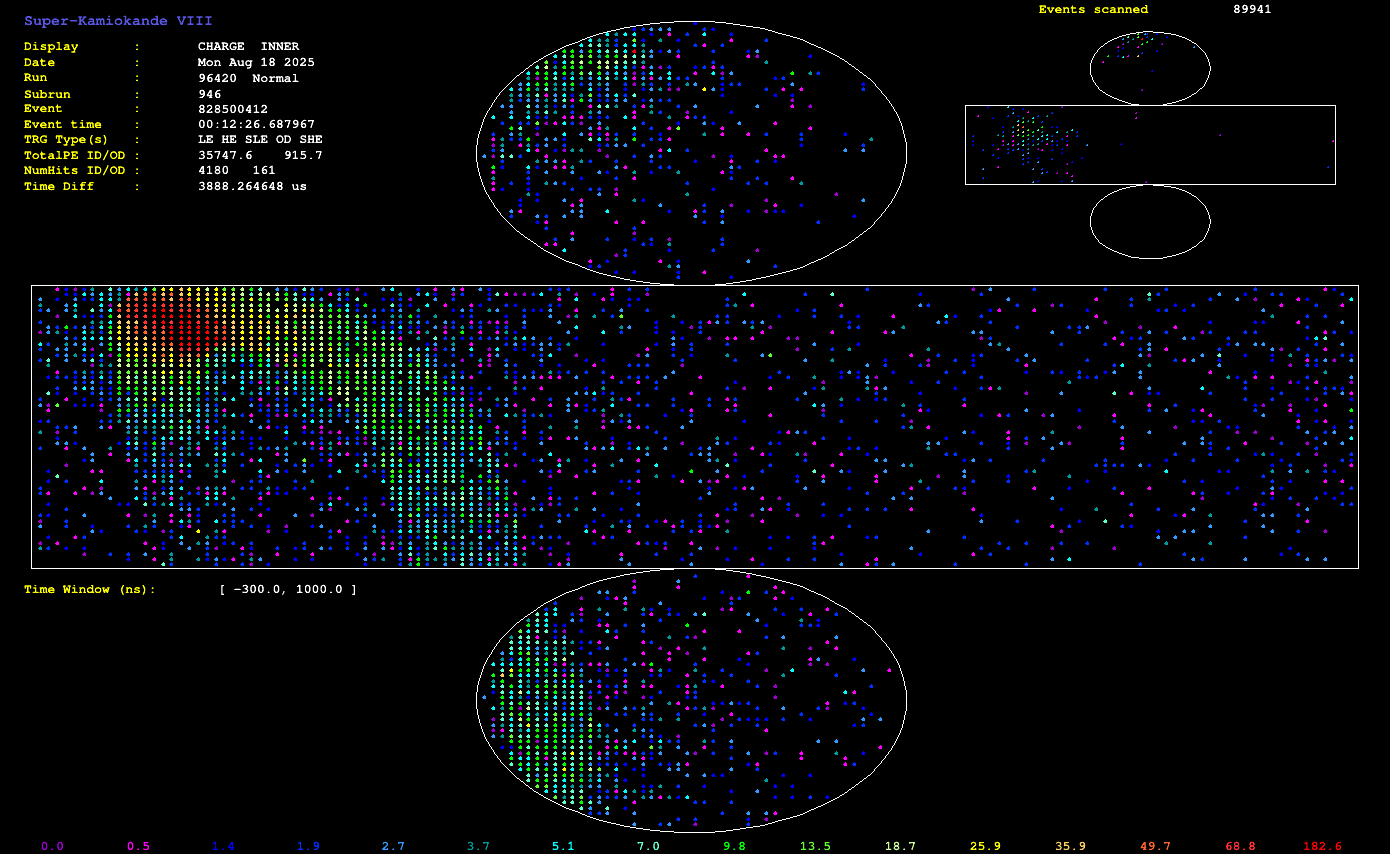 Super-Kamiokande VIII
Events scanned 89941
Display : CHARGE INNER
Date : Mon Aug 18 2025
Run : 96420 Normal
Subrun : 946
Event : 828500412
Event time : 00:12:26.687967
TRG Type(s) : LE HE SLE OD SHE
TotalPE ID/OD : 35747.6 915.7
NumHits ID/OD : 4180 161
Time Diff : 3888.264648 us
Time Window (ns): [ -300.0, 1000.0 ]
0.0 0.5 1.4 1.9 2.7 3.7 5.1 7.0 9.8 13.5 18.7 25.9 35.9 49.7 68.8 182.6